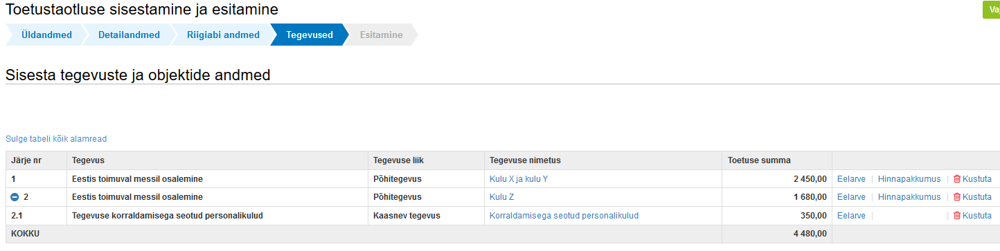 Toetustaotluse sisestamine ja esitamine
Üldandmed Detailandmed Riigiabi andmed Tegevused Esitamine
Sisesta tegevuste ja objektide andmed
Sulge tabeli kõik alamread
Järje nr Tegevus Tegevuse liik Tegevuse nimetus Toetuse summa
1 Eestis toimuval messil osalemine Põhitegevus Kulu X ja kulu Y 2 450,00 Eelarve | Hinnapakkumus | Kustuta
2 Eestis toimuval messil osalemine Põhitegevus Kulu Z 1 680,00 Eelarve | Hinnapakkumus | Kustuta
2.1 Tegevuse korraldamisega seotud personalikulud Kaasnev tegevus Korraldamisega seotud personalikulud 350,00 Eelarve | | Kustuta
KOKKU 4 480,00